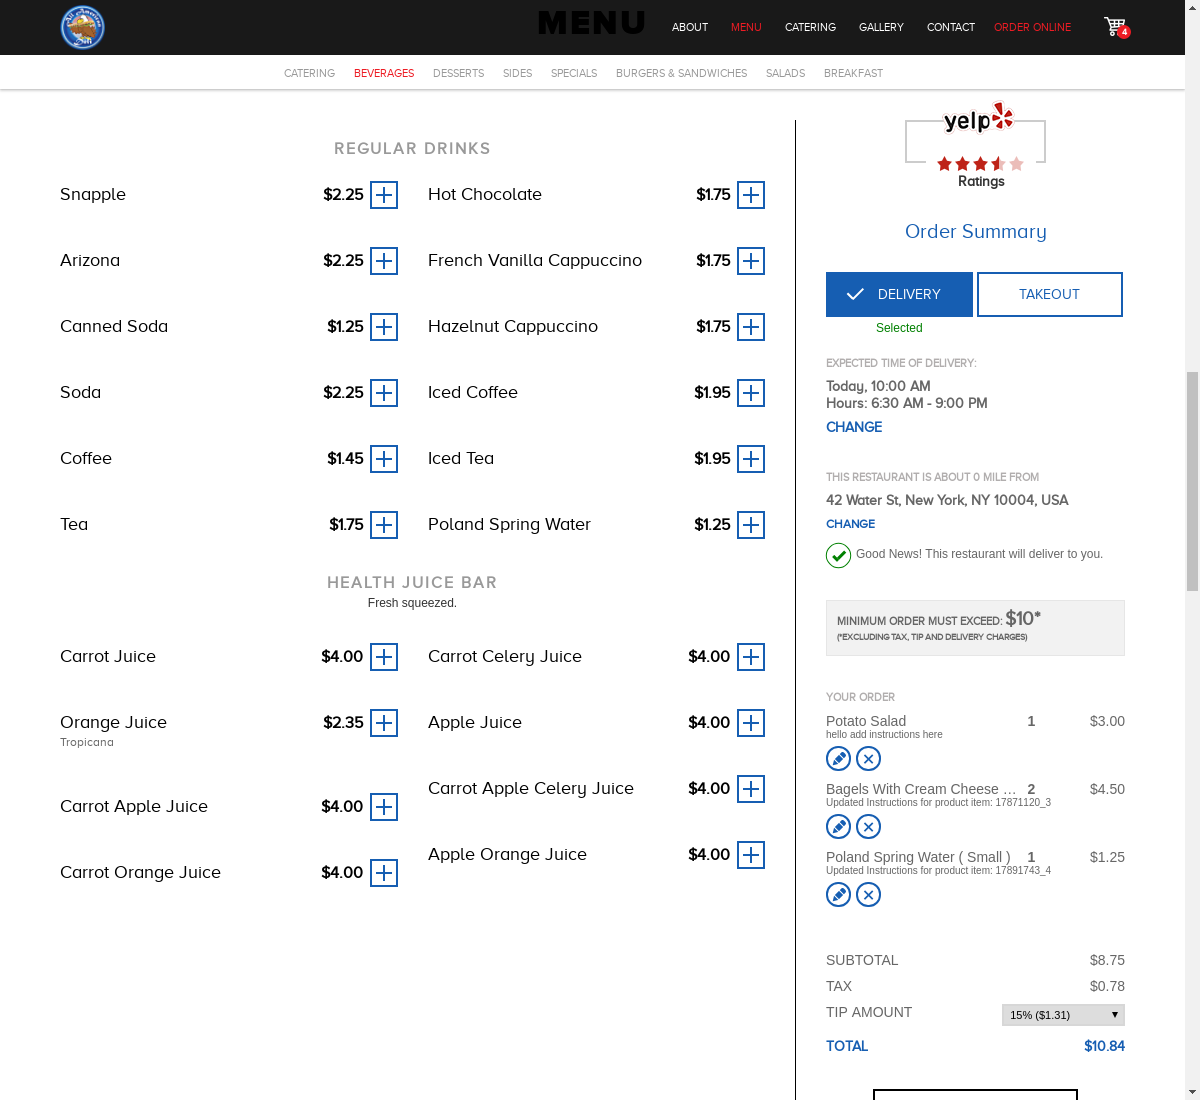 All American
Deli
MENU
ABOUT
MENU
CATERING
GALLERY
CONTACT
ORDER ONLINE
4
CATERING
BEVERAGES
DESSERTS
SIDES
SPECIALS
BURGERS & SANDWICHES
SALADS
BREAKFAST
REGULAR DRINKS
Snapple $2.25
Hot Chocolate $1.75
Arizona $2.25
French Vanilla Cappuccino $1.75
Canned Soda $1.25
Hazelnut Cappuccino $1.75
Soda $2.25
Iced Coffee $1.95
Coffee $1.45
Iced Tea $1.95
Tea $1.75
Poland Spring Water $1.25
HEALTH JUICE BAR
Fresh squeezed.
Carrot Juice $4.00
Carrot Celery Juice $4.00
Orange Juice $2.35
Tropicana
Apple Juice $4.00
Carrot Apple Juice $4.00
Carrot Apple Celery Juice $4.00
Carrot Orange Juice $4.00
Apple Orange Juice $4.00
yelp
Ratings
Order Summary
DELIVERY
TAKEOUT
Selected
EXPECTED TIME OF DELIVERY:
Today, 10:00 AM
Hours: 6:30 AM - 9:00 PM
CHANGE
THIS RESTAURANT IS ABOUT 0 MILE FROM
42 Water St, New York, NY 10004, USA
CHANGE
Good News! This restaurant will deliver to you.
MINIMUM ORDER MUST EXCEED: $10*
(*EXCLUDING TAX, TIP AND DELIVERY CHARGES)
YOUR ORDER
Potato Salad 1 $3.00
hello add instructions here
Bagels With Cream Cheese ... 2 $4.50
Updated Instructions for product item: 17871120_3
Poland Spring Water ( Small ) 1 $1.25
Updated Instructions for product item: 17891743_4
SUBTOTAL $8.75
TAX $0.78
TIP AMOUNT 15% ($1.31)
TOTAL $10.84